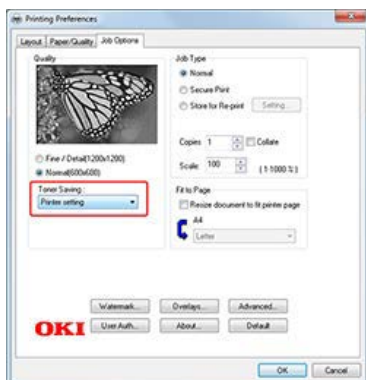 Printing Preferences
Layout Paper/Quality Job Options
Quality
Fine / Detail(1200x1200)
Normal(600x600)
Toner Saving :
Printer setting
Job Type
Normal
Secure Print
Store for Re-print Setting...
Copies 1 Collate
Scale: 100 (1-1000 %)
Fit to Page
Resize document to fit printer page
A4
Letter
Watermark... Overlays... Advanced...
OKI User Auth... About... Default
OK Cancel